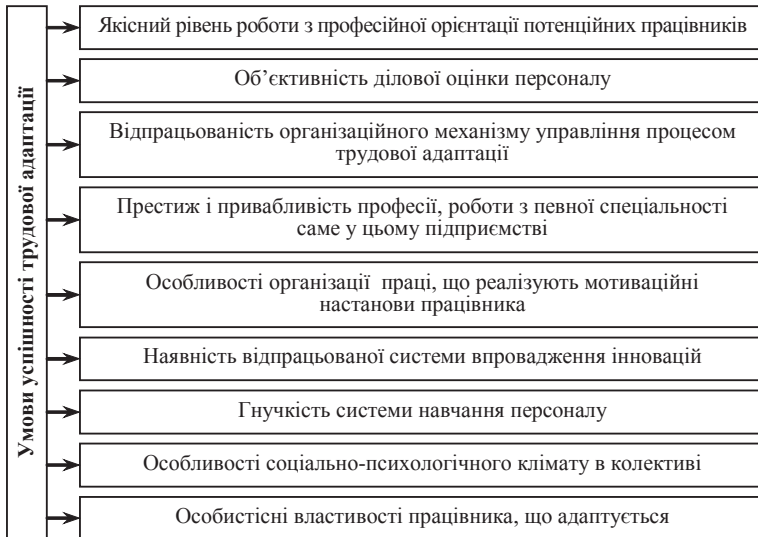 Умови успішності трудової адаптації
Якісний рівень роботи з професійної орієнтації потенційних працівників
Об’єктивність ділової оцінки персоналу
Відпрацьованість організаційного механізму управління процесом
трудової адаптації
Престиж і привабливість професії, роботи з певної спеціальності
саме у цьому підприємстві
Особливості організації праці, що реалізують мотиваційні
настанови працівника
Наявність відпрацьованої системи впровадження інновацій
Гнучкість системи навчання персоналу
Особливості соціально-психологічного клімату в колективі
Особистісні властивості працівника, що адаптується